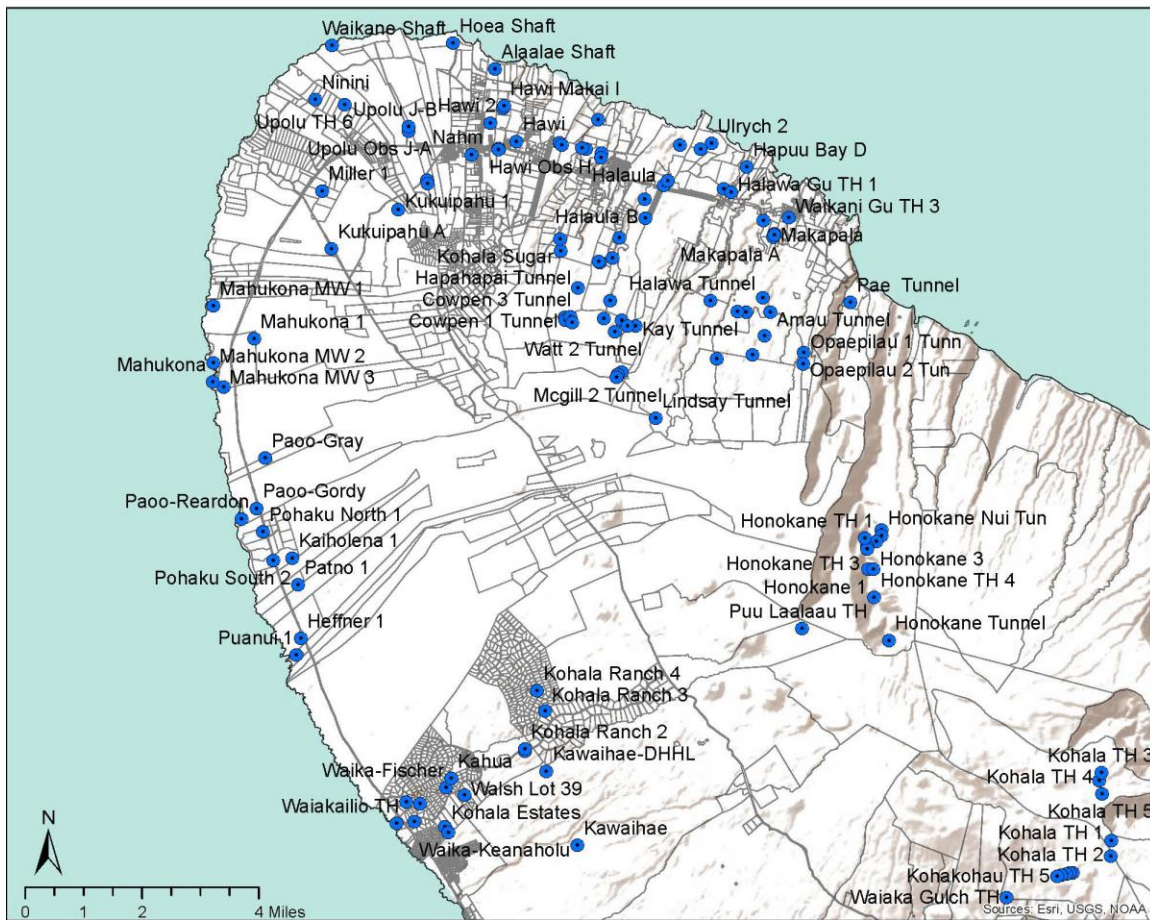 Waikane Shaft
Hoea Shaft
Alaalae Shaft
Ninini
Hawi Makai I
Upolu J-B
Hawi 2
Upolu TH 6
Hawi
Ulrych 2
Nahm
Upolu Obs J-A
Hawi Obs H
Hapuu Bay D
Halaula
Miller 1
Halawa Gu TH 1
Kukuipahu 1
Waikani Gu TH 3
Halaula B
Kukuipahu A
Makapala
Kohala Sugar
Makapala A
Hapahapai Tunnel
Halawa Tunnel
Mahukona MW 1
Cowpen 3 Tunnel
Pae Tunnel
Mahukona 1
Cowpen 1 Tunnel
Amau Tunnel
Kay Tunnel
Watt 2 Tunnel
Opaepilau 1 Tunn
Mahukona MW 2
Mahukona
Opaepilau 2 Tun
Mahukona MW 3
Mcgill 2 Tunnel
Lindsay Tunnel
Paoo-Gray
Paoo-Gordy
Paoo-Reardon
Pohaku North 1
Honokane TH 1
Honokane Nui Tun
Kaiholena 1
Honokane 3
Pohaku South 2
Patno 1
Honokane TH 3
Honokane TH 4
Honokane 1
Puu Laalaau TH
Heffner 1
Honokane Tunnel
Puanui 1
Kohala Ranch 4
Kohala Ranch 3
Kohala Ranch 2
Kawaihae-DHHL
Kohala TH 3
Waika-Fischer
Kahua
Kohala TH 4
Walsh Lot 39
Waiakailio TH
Kohala TH 5
Kohala Estates
Kohala TH 1
Kawaihae
Waika-Keanaholu
Kohala TH 2
Kohakohau TH 5
Waiaka Gulch TH
N
0 1 2 4 Miles
Sources: Esri, USGS, NOAA